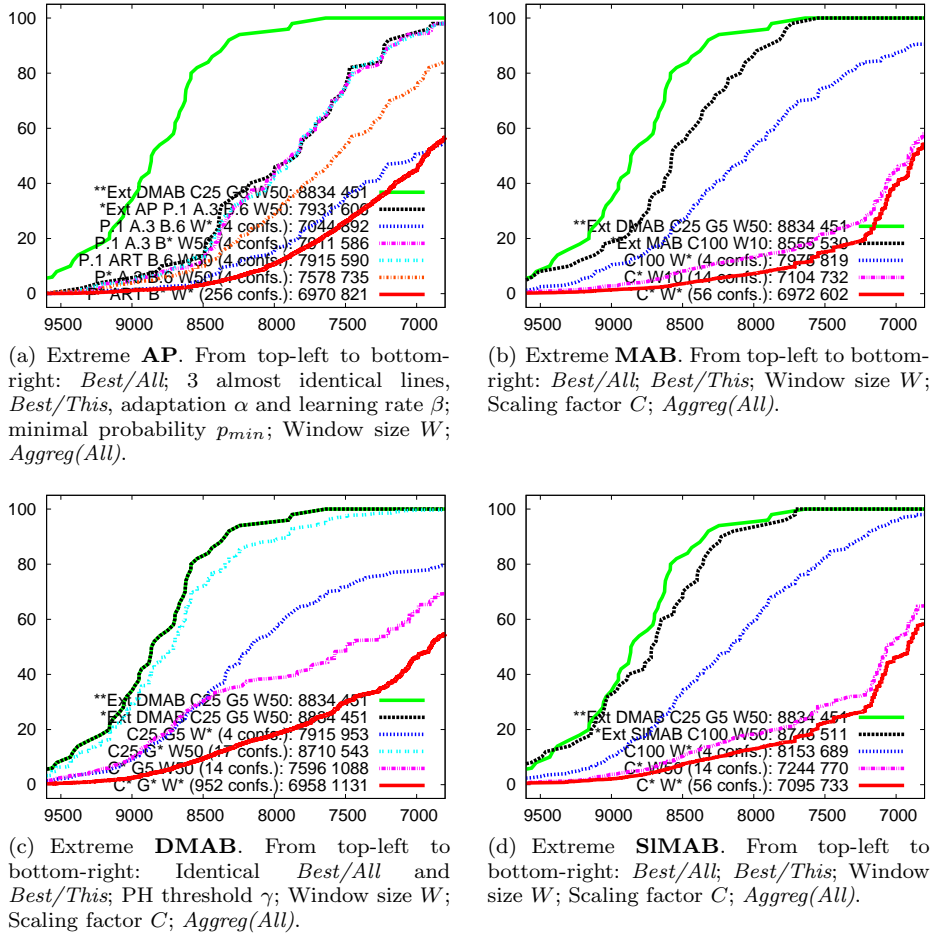 100
80
60
40
20
0
**Ext DMAB C25 G5 W50: 8834 451
*Ext AP P.1 A.3 B.6 W50: 7931 606
P.1 A.3 B.6 W* (4 confs.): 7044
P.1 A.3 B* W50 (4 confs.): 7911 586
P.1 ART B.6 W50 (4 confs.): 7915 590
P* A.3 B.6 W50 (4 confs.): 7578 735
P* ART B* W* (256 confs.): 6970 821
9500 9000 8500 8000 7500 7000
(a) Extreme AP. From top-left to bottom-
right: Best/All; 3 almost identical lines,
Best/This, adaptation α and learning rate β;
minimal probability p_min; Window size W;
Aggreg(All).
100
80
60
40
20
0
**Ext DMAB C25 G5 W50: 8834 451
*Ext MAB C100 W10: 8555 530
C100 W* (4 confs.): 7975 819
C* W10 (14 confs.): 7104 732
C* W* (56 confs.): 6972 602
9500 9000 8500 8000 7500 7000
(b) Extreme MAB. From top-left to bottom-
right: Best/All; Best/This; Window size W;
Scaling factor C; Aggreg(All).
100
80
60
40
20
0
**Ext DMAB C25 G5 W50: 8834 451
*Ext DMAB C25 G5 W50: 8834 451
C25 G5 W* (4 confs.): 7915 953
C25 G* W50 confs.): 8710 543
C* G5 W50 (14 confs.): 7596 1088
C* G* W* (952 confs.): 6958 1131
9500 9000 8500 8000 7500 7000
(c) Extreme DMAB. From top-left to
bottom-right: Identical Best/All and
Best/This; PH threshold γ; Window size W;
Scaling factor C; Aggreg(All).
100
80
60
40
20
0
**Ext DMAB C25 G5 W50: 8834 451
*Ext SlMAB C100 W50: 511
C100 W* (4 confs.): 8153 689
C* W50 (14 confs.): 7244 770
C* W* (56 confs.): 7095 733
9500 9000 8500 8000 7500 7000
(d) Extreme SlMAB. From top-left to
bottom-right: Best/All; Best/This; Window
size W; Scaling factor C; Aggreg(All).